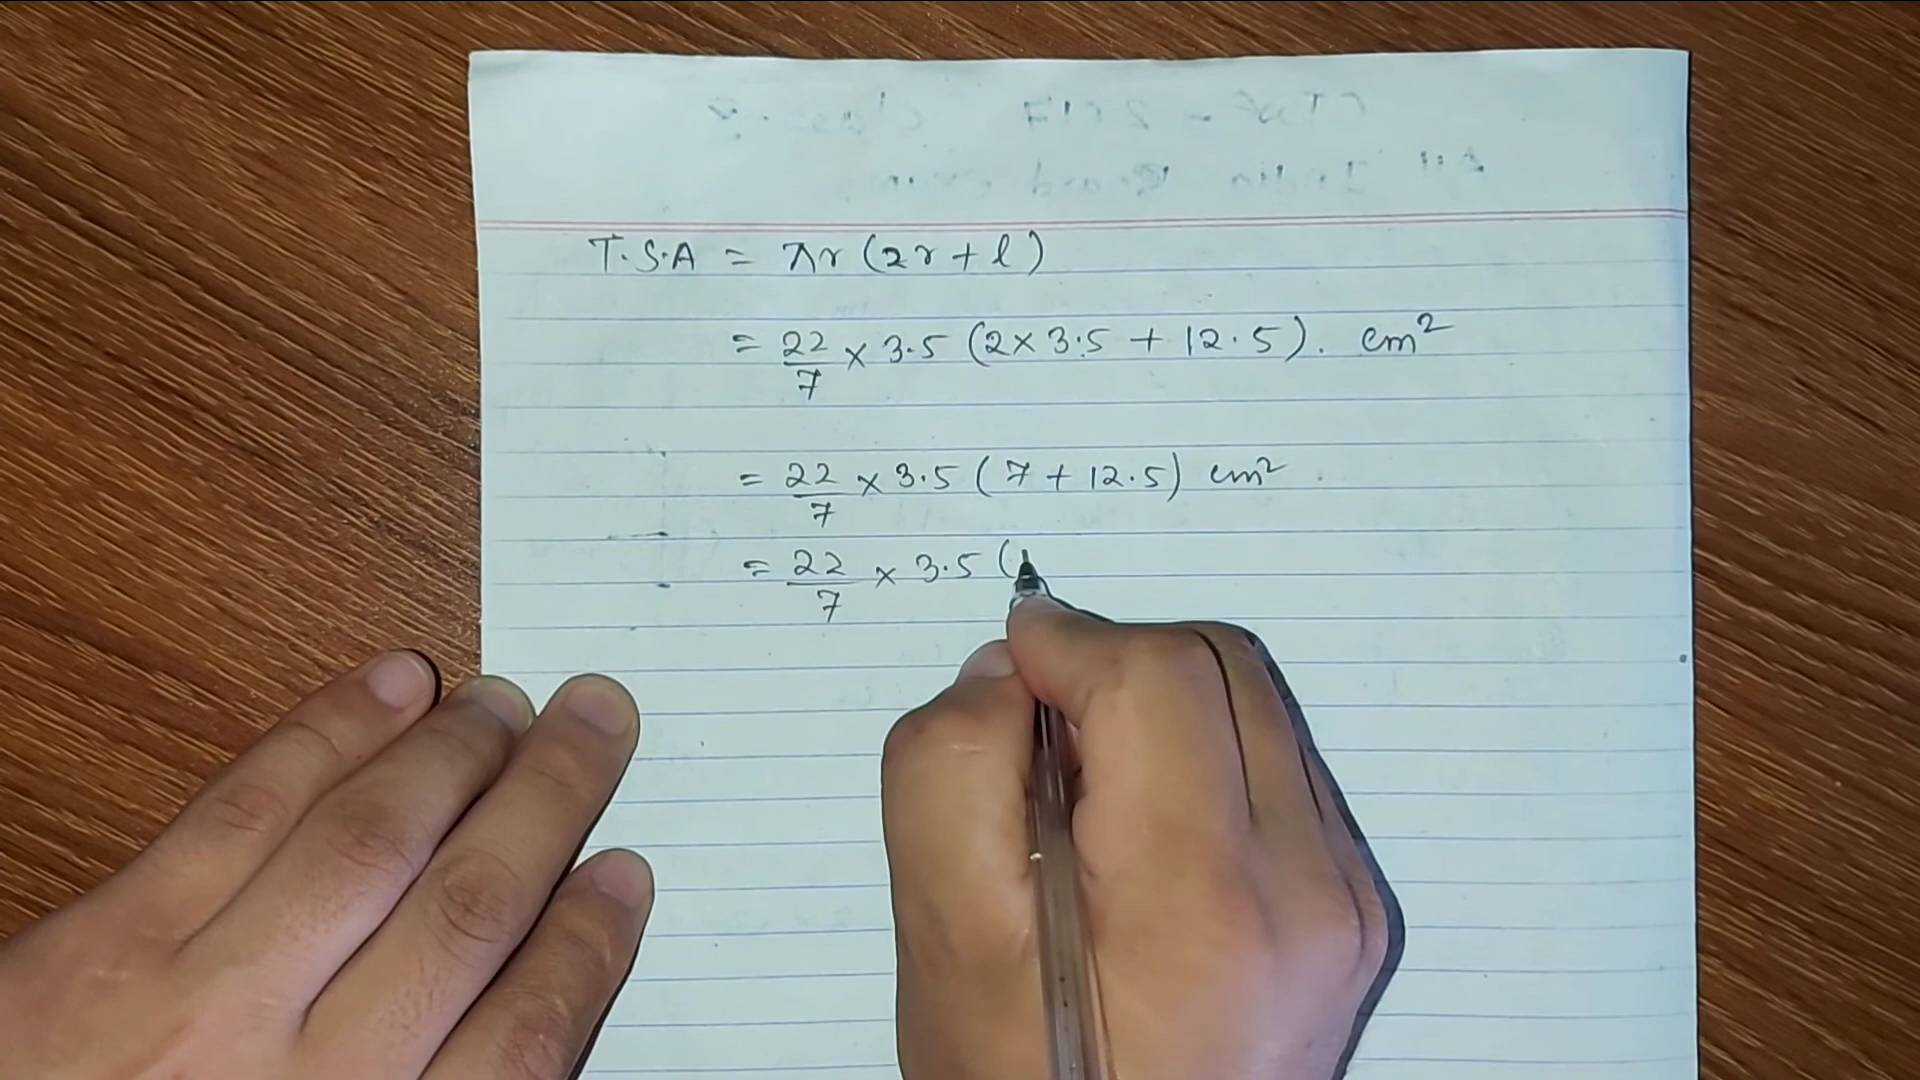 T.S.A = πr (2r + l)
= 22/7 × 3.5 (2 × 3.5 + 12.5). cm²
= 22/7 × 3.5 (7 + 12.5) cm²
= 22/7 × 3.5 (